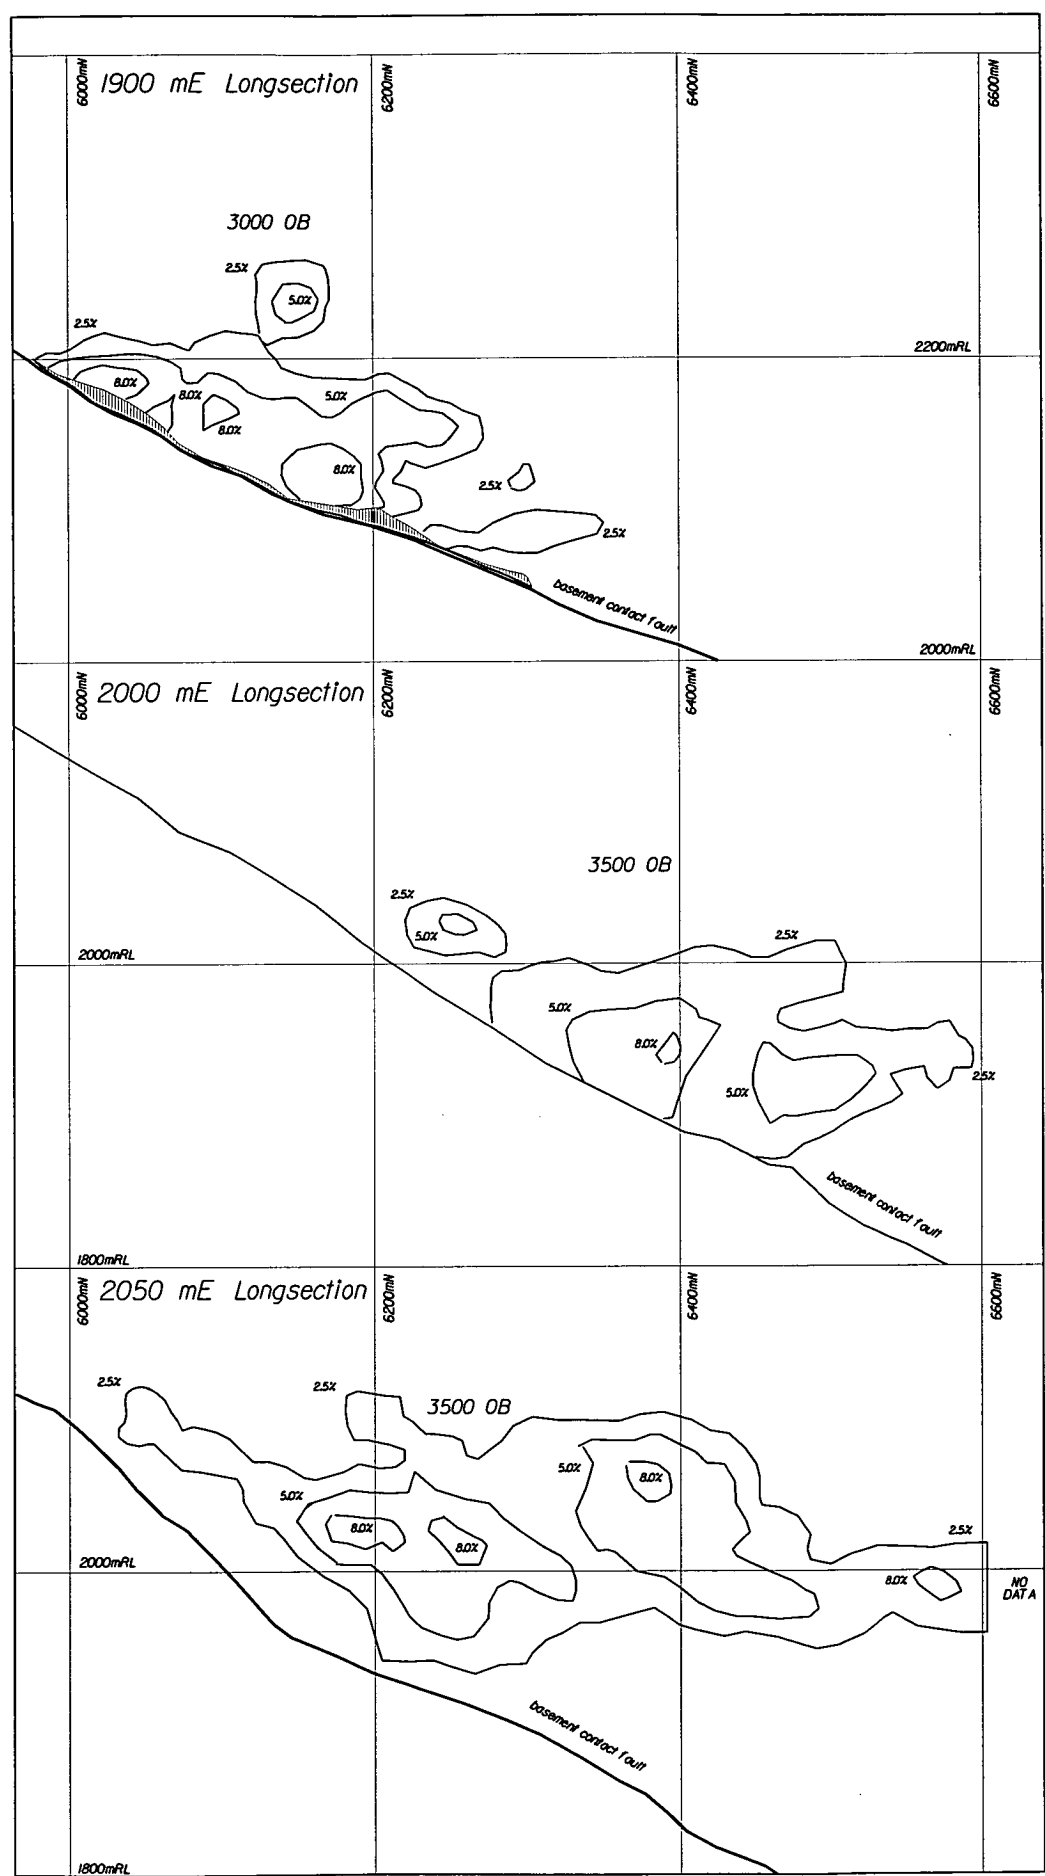 6000mN
1900 mE Longsection
6200mN
6400mN
6600mN
3000 OB
2.5%
5.0%
2.5%
2200mRL
8.0%
8.0%
5.0%
8.0%
8.0%
2.5%
2.5%
basement contact fault
2000mRL
6000mN
2000 mE Longsection
6200mN
6400mN
6600mN
3500 OB
2.5%
5.0%
2.5%
2000mRL
5.0%
8.0%
2.5%
5.0%
basement contact fault
1800mRL
6000mN
2050 mE Longsection
6200mN
6400mN
6600mN
2.5%
2.5%
3500 OB
5.0%
8.0%
5.0%
8.0%
8.0%
2.5%
2000mRL
8.0%
NO
DATA
basement contact fault
1800mRL